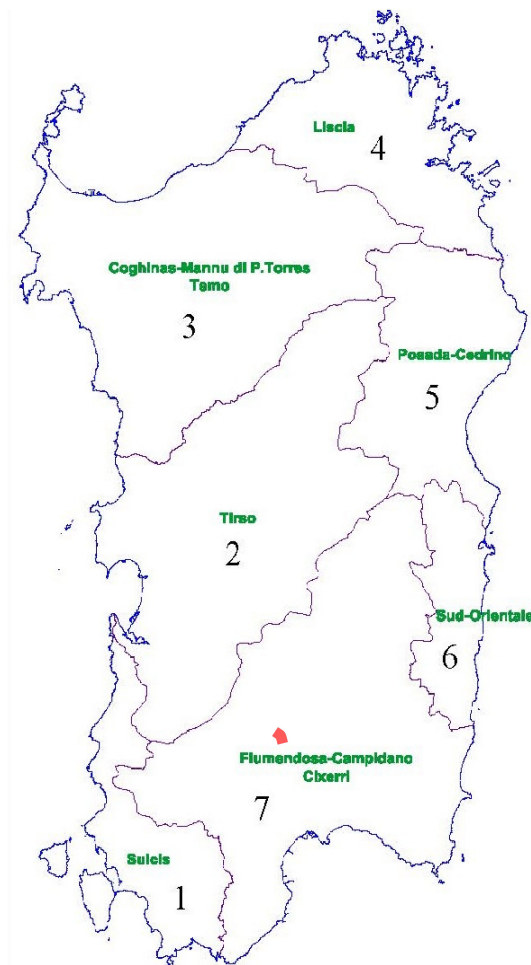 Liscia
4
Coghinas-Mannu di P.Torres
Temo
3
Posada-Cedrino
5
Tirso
2
Sud-Orientale
6
Flumendosa-Campidano
Cixerri
7
Sulcis
1